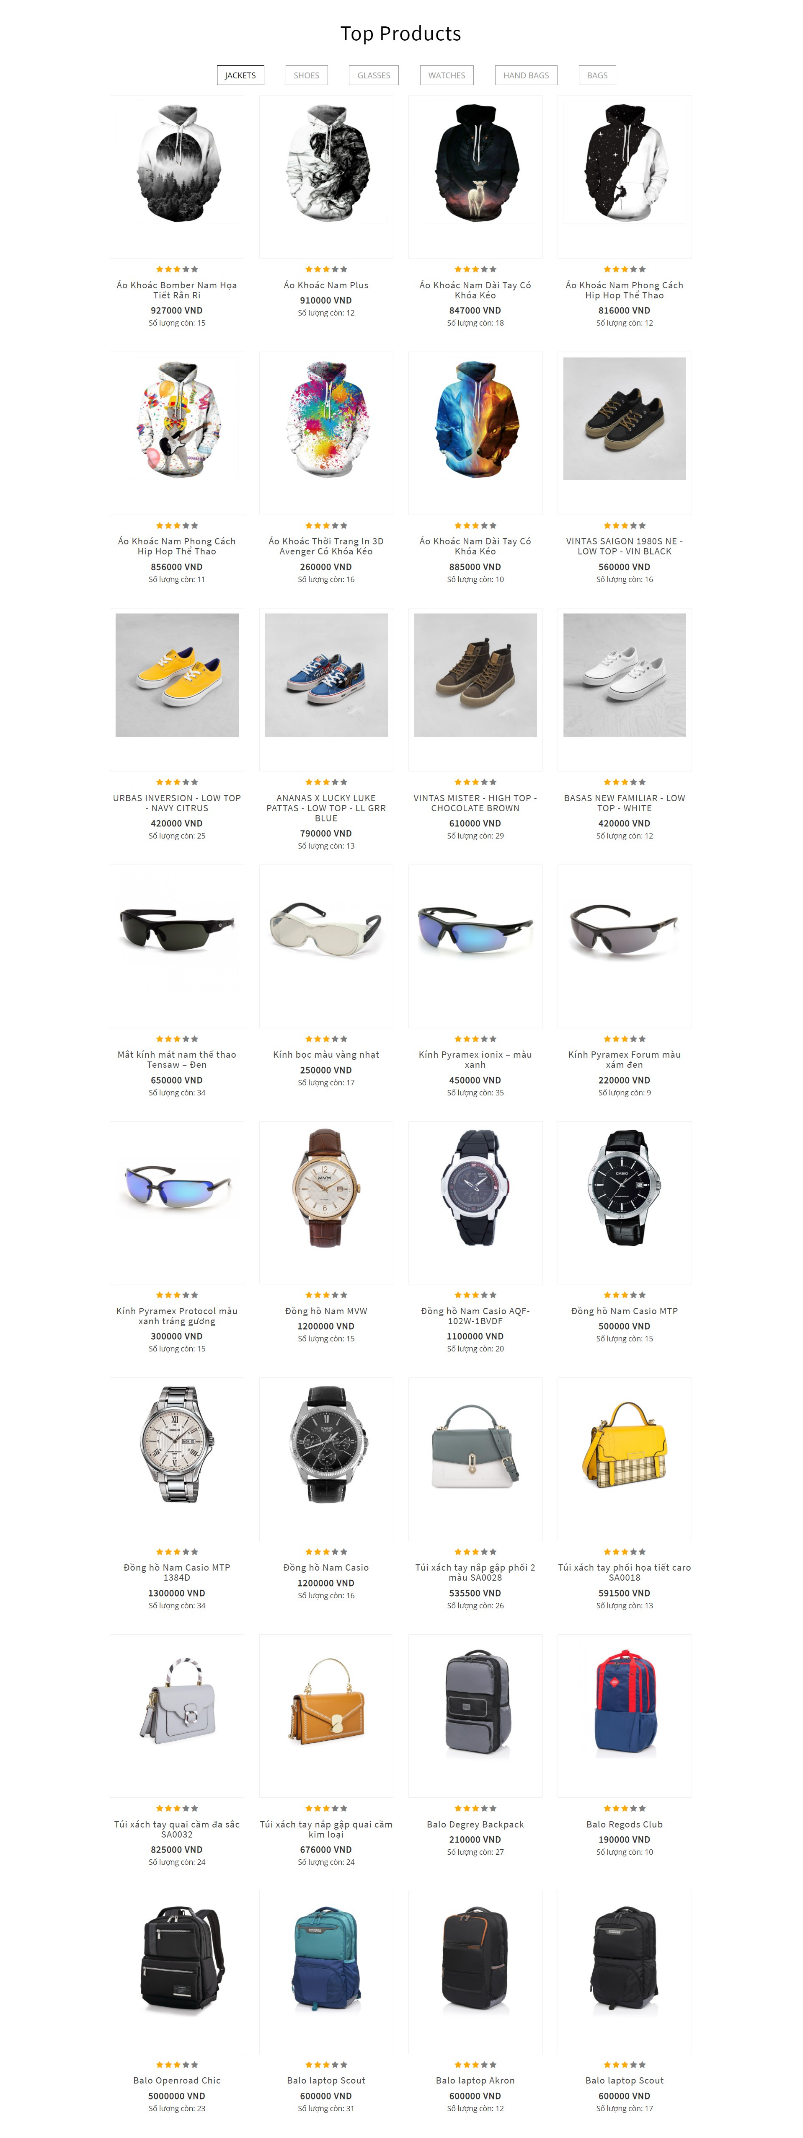 Top Products
JACKETS
SHOES
GLASSES
WATCHES
HAND BAGS
BAGS
Áo Khoác Bomber Nam Họa
Tiết Rằn Ri
927000 VND
Số lượng còn: 15
Áo Khoác Nam Plus
910000 VND
Số lượng còn: 12
Áo Khoác Nam Dài Tay Có
Khóa Kéo
847000 VND
Số lượng còn: 18
Áo Khoác Nam Phong Cách
Hip Hop Thể Thao
816000 VND
Số lượng còn: 12
Áo Khoác Nam Phong Cách
Hip Hop Thể Thao
856000 VND
Số lượng còn: 11
Áo Khoác Thời Trang In 3D
Avenger Có Khóa Kéo
260000 VND
Số lượng còn: 16
Áo Khoác Nam Dài Tay Có
Khóa Kéo
885000 VND
Số lượng còn: 10
VINTAS SAIGON 1980S NE -
LOW TOP - VIN BLACK
560000 VND
Số lượng còn: 16
URBAS INVERSION - LOW TOP
- NAVY CITRUS
420000 VND
Số lượng còn: 25
ANANAS X LUCKY LUKE
PATTAS - LOW TOP - LL GRR
BLUE
790000 VND
Số lượng còn: 13
VINTAS MISTER - HIGH TOP -
CHOCOLATE BROWN
610000 VND
Số lượng còn: 29
BASAS NEW FAMILIAR - LOW
TOP - WHITE
420000 VND
Số lượng còn: 12
Mắt kính mát nam thể thao
Tensaw – Đen
650000 VND
Số lượng còn: 34
Kính bọc màu vàng nhạt
250000 VND
Số lượng còn: 17
Kính Pyramex ionix – màu
xanh
450000 VND
Số lượng còn: 35
Kính Pyramex Forum màu
xám đen
220000 VND
Số lượng còn: 9
Kính Pyramex Protocol màu
xanh tráng gương
300000 VND
Số lượng còn: 15
Đồng hồ Nam MVW
1200000 VND
Số lượng còn: 15
Đồng hồ Nam Casio AQF-
102W-1BVDF
1100000 VND
Số lượng còn: 20
CASIO
Đồng hồ Nam Casio MTP
500000 VND
Số lượng còn: 15
Đồng hồ Nam Casio MTP
1384D
1300000 VND
Số lượng còn: 34
Đồng hồ Nam Casio
1200000 VND
Số lượng còn: 16
Túi xách tay nắp gập phối 2
màu SA0028
535500 VND
Số lượng còn: 26
Túi xách tay phối họa tiết caro
SA0018
591500 VND
Số lượng còn: 13
Túi xách tay quai cầm đa sắc
SA0032
825000 VND
Số lượng còn: 24
Túi xách tay nắp gập quai cầm
kim loại
676000 VND
Số lượng còn: 24
Balo Degrey Backpack
210000 VND
Số lượng còn: 27
Balo Regods Club
190000 VND
Số lượng còn: 10
Balo Openroad Chic
5000000 VND
Số lượng còn: 23
Balo laptop Scout
600000 VND
Số lượng còn: 31
Balo laptop Akron
600000 VND
Số lượng còn: 12
Balo laptop Scout
600000 VND
Số lượng còn: 17